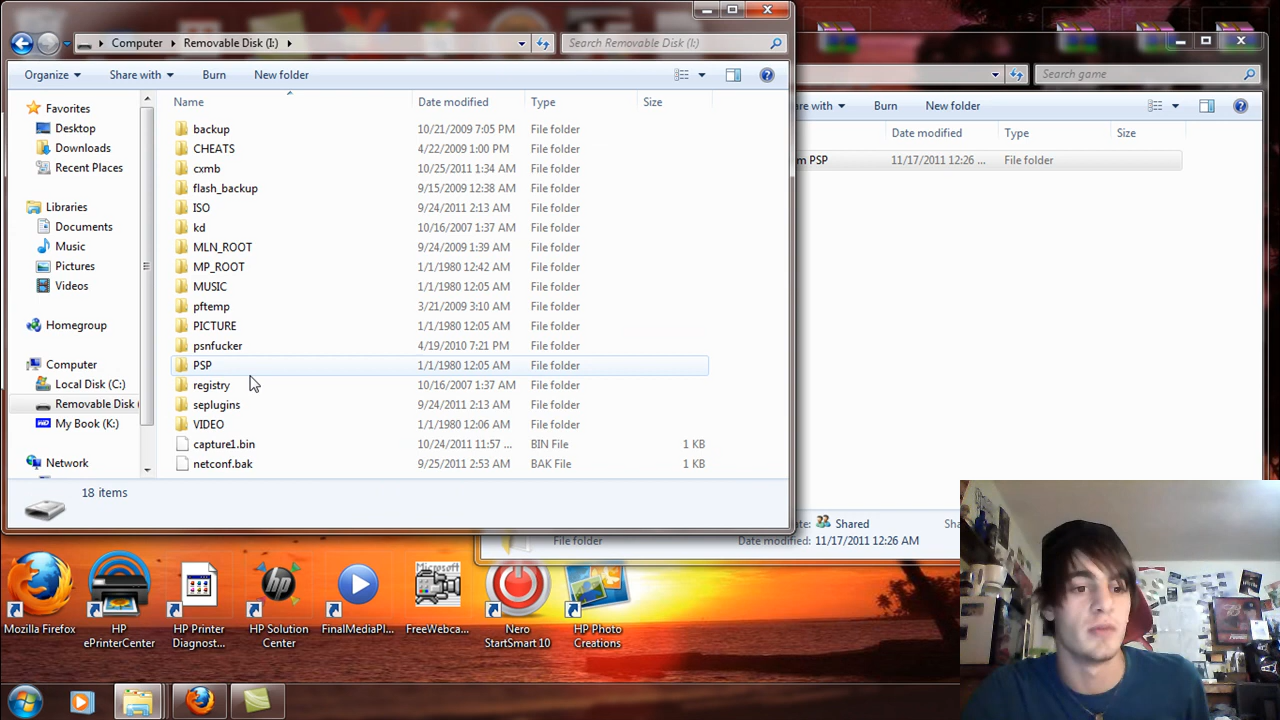 Computer Removable Disk (I:)
Search Removable Disk (I:)
Organize Share with Burn New folder
Favorites
Desktop
Downloads
Recent Places
Libraries
Documents
Music
Pictures
Videos
Homegroup
Computer
Local Disk (C:)
Removable Disk
My Book (K:)
Network
Name Date modified Type Size
backup 10/21/2009 7:05 PM File folder
CHEATS 4/22/2009 1:00 PM File folder
cxmb 10/25/2011 1:34 AM File folder
flash_backup 9/15/2009 12:38 AM File folder
ISO 9/24/2011 2:13 AM File folder
kd 10/16/2007 1:37 AM File folder
MLN_ROOT 9/24/2009 1:39 AM File folder
MP_ROOT 1/1/1980 12:42 AM File folder
MUSIC 1/1/1980 12:05 AM File folder
pftemp 3/21/2009 3:10 AM File folder
PICTURE 1/1/1980 12:05 AM File folder
psnfucker 4/19/2010 7:21 PM File folder
PSP 1/1/1980 12:05 AM File folder
registry 10/16/2007 1:37 AM File folder
seplugins 9/24/2011 2:13 AM File folder
VIDEO 1/1/1980 12:06 AM File folder
capture1.bin 10/24/2011 11:57 ... BIN File 1 KB
netconf.bak 9/25/2011 2:53 AM BAK File 1 KB
18 items
Search game
are with Burn New folder
Date modified Type Size
m PSP 11/17/2011 12:26 ... File folder
ate: Shared Sha
File folder Date modified: 11/17/2011 12:26 AM
Mozilla Firefox
HP
ePrinterCenter
HP Printer
Diagnost...
HP Solution
Center
FinalMediaPl...
Microsoft
FreeWebca...
Nero
StartSmart 10
HP Photo
Creations